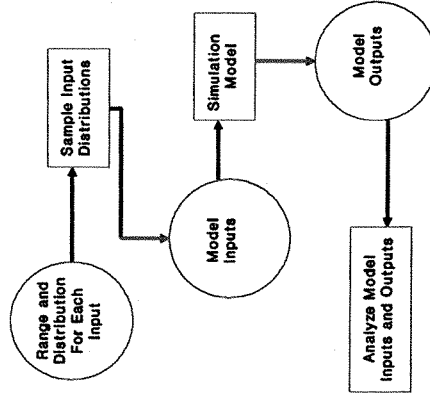 Range and
Distribution
For Each
Input
Sample Input
Distributions
Model
Inputs
Simulation
Model
Model
Outputs
Analyze Model
Inputs and Outputs